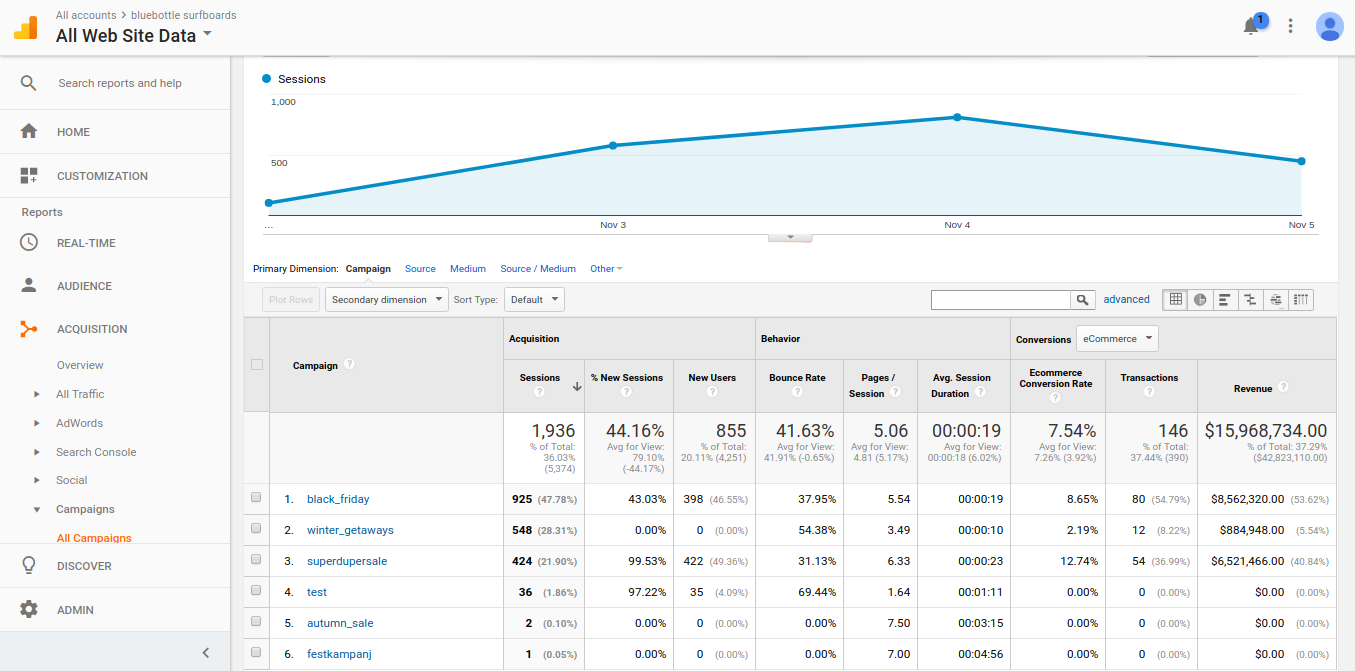 All accounts > bluebottle surfboards
All Web Site Data
1
Search reports and help
HOME
CUSTOMIZATION
Reports
REAL-TIME
AUDIENCE
ACQUISITION
Overview
All Traffic
AdWords
Search Console
Social
Campaigns
All Campaigns
DISCOVER
ADMIN
Sessions
1,000
500
... Nov 3 Nov 4 Nov 5
Primary Dimension: Campaign Source Medium Source / Medium Other
Plot Rows Secondary dimension Sort Type: Default advanced
Acquisition Behavior Conversions eCommerce
Campaign ?
Sessions ?
% New Sessions ?
New Users ?
Bounce Rate ?
Pages / Session ?
Avg. Session Duration ?
Ecommerce Conversion Rate ?
Transactions ?
Revenue ?
1,936
% of Total:
36.03%
(5,374)
44.16%
Avg for View:
79.10%
(-44.17%)
855
% of Total:
20.11% (4,251)
41.63%
Avg for View:
41.91% (-0.65%)
5.06
Avg for View:
4.81 (5.17%)
00:00:19
Avg for View:
00:00:18 (6.02%)
7.54%
Avg for View:
7.26% (3.92%)
146
% of Total:
37.44% (390)
$15,968,734.00
% of Total: 37.29%
($42,823,110.00)
1. black_friday 925 (47.78%) 43.03% 398 (46.55%) 37.95% 5.54 00:00:19 8.65% 80 (54.79%) $8,562,320.00 (53.62%)
2. winter_getaways 548 (28.31%) 0.00% 0 (0.00%) 54.38% 3.49 00:00:10 2.19% 12 (8.22%) $884,948.00 (5.54%)
3. superdupersale 424 (21.90%) 99.53% 422 (49.36%) 31.13% 6.33 00:00:23 12.74% 54 (36.99%) $6,521,466.00 (40.84%)
4. test 36 (1.86%) 97.22% 35 (4.09%) 69.44% 1.64 00:01:11 0.00% 0 (0.00%) $0.00 (0.00%)
5. autumn_sale 2 (0.10%) 0.00% 0 (0.00%) 0.00% 7.50 00:03:15 0.00% 0 (0.00%) $0.00 (0.00%)
6. festkampanj 1 (0.05%) 0.00% 0 (0.00%) 0.00% 7.00 00:04:56 0.00% 0 (0.00%) $0.00 (0.00%)